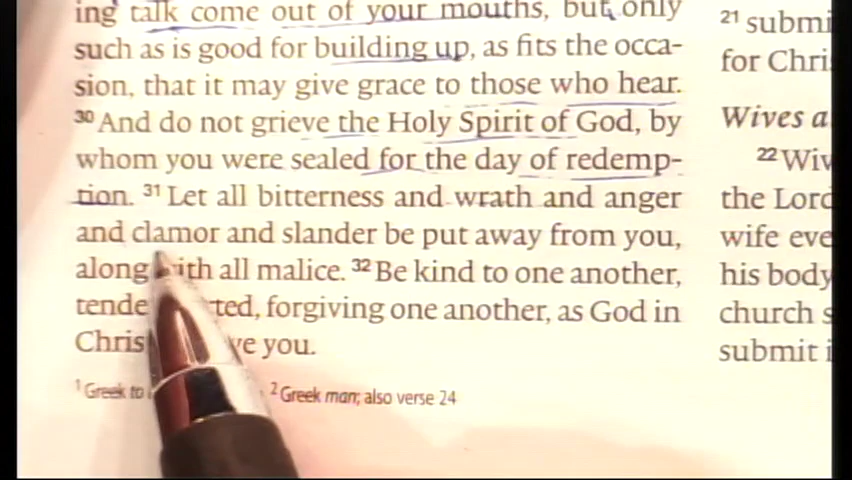 ing talk come out of your mouths, but only
such as is good for building up, as fits the occa-
sion, that it may give grace to those who hear.
30 And do not grieve the Holy Spirit of God, by
whom you were sealed for the day of redemp-
tion. 31 Let all bitterness and wrath and anger
and clamor and slander be put away from you,
along with all malice. 32 Be kind to one another,
ted, forgiving one another, as God in
you.
1 Greek to
2 Greek man; also verse 24
21 submi
for Chri
Wives a
22 Wiv
the Lord
wife eve
his body
church s
submit i